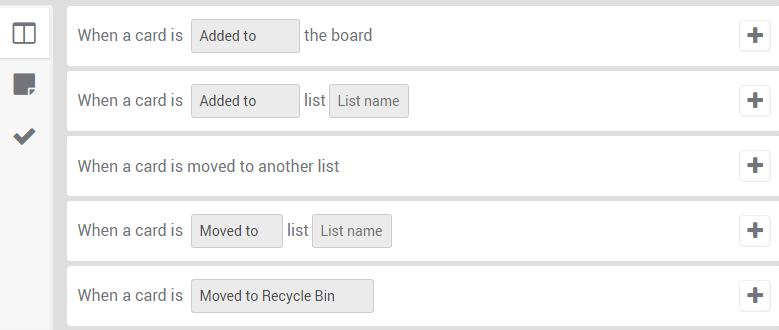 When a card is Added to the board
When a card is Added to list List name
When a card is moved to another list
When a card is Moved to list List name
When a card is Moved to Recycle Bin